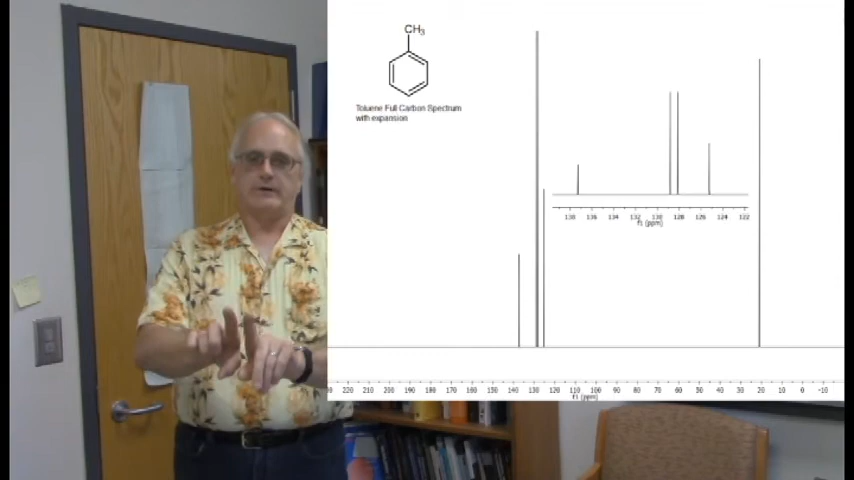 CH3
Toluene Full Carbon Spectrum
with expansion
138 136 134 132 130 128 126 124 122
f1 (ppm)
220 210 200 190 180 170 160 150 140 130 120 110 100 90 80 70 60 50 40 30 20 10 0 -10
f1 (ppm)